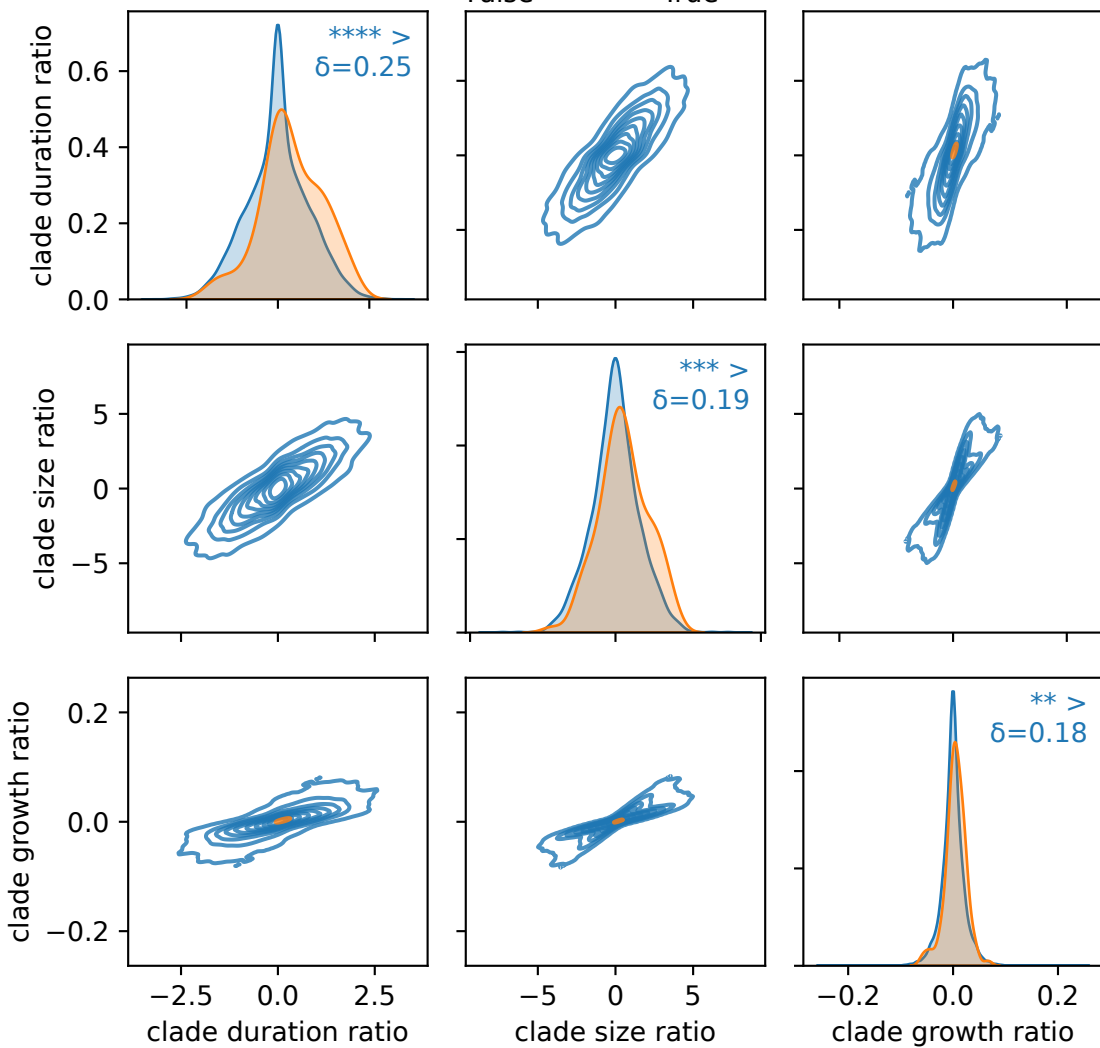 0.6
0.4
0.2
0.0
clade duration ratio
**** >
δ=0.25
5
0
−5
clade size ratio
*** >
δ=0.19
0.2
0.0
−0.2
clade growth ratio
** >
δ=0.18
−2.5 0.0 2.5
−5 0 5
−0.2 0.0 0.2
clade duration ratio
clade size ratio
clade growth ratio